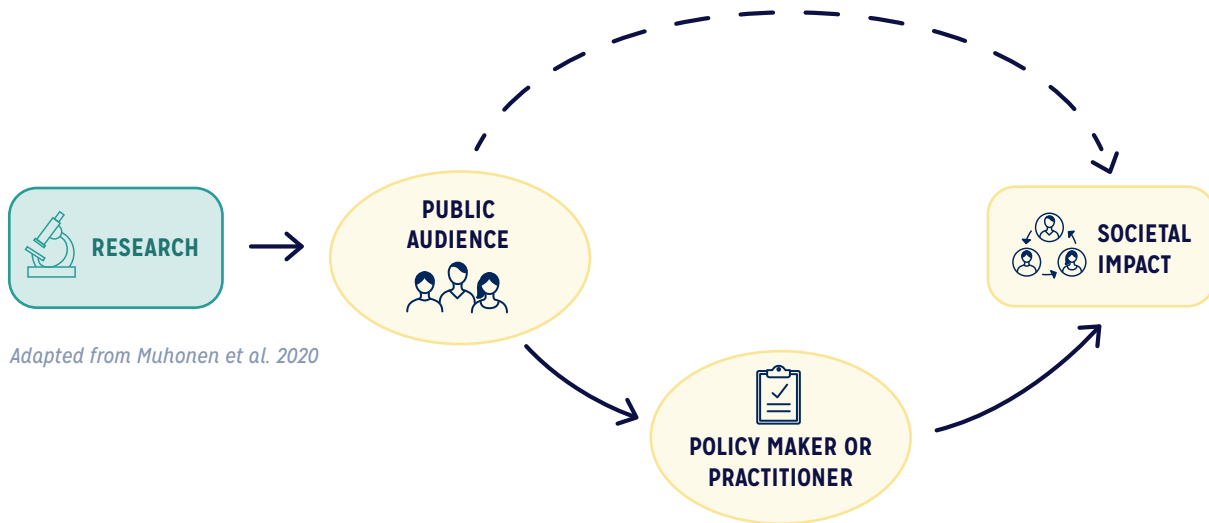 RESEARCH
PUBLIC
AUDIENCE
SOCIETAL
IMPACT
Adapted from Muhonen et al. 2020
POLICY MAKER OR
PRACTITIONER